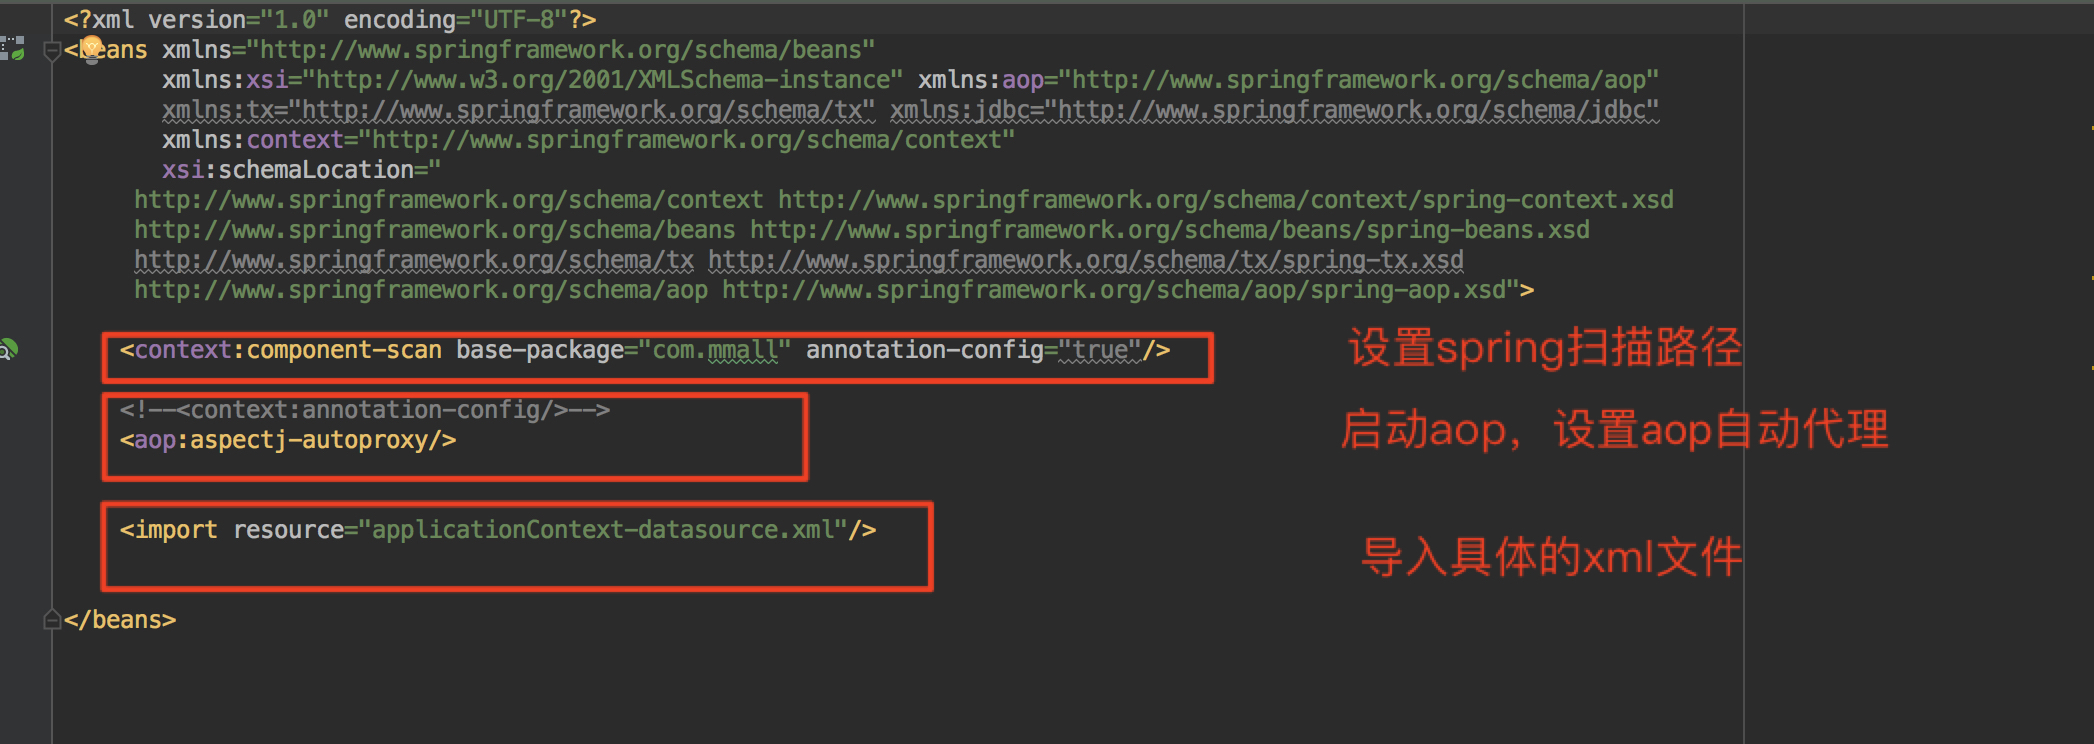 <?xml version="1.0" encoding="UTF-8"?>
<beans xmlns="http://www.springframework.org/schema/beans"
xmlns:xsi="http://www.w3.org/2001/XMLSchema-instance" xmlns:aop="http://www.springframework.org/schema/aop"
xmlns:tx="http://www.springframework.org/schema/tx" xmlns:jdbc="http://www.springframework.org/schema/jdbc"
xmlns:context="http://www.springframework.org/schema/context"
xsi:schemaLocation="
http://www.springframework.org/schema/context http://www.springframework.org/schema/context/spring-context.xsd
http://www.springframework.org/schema/beans http://www.springframework.org/schema/beans/spring-beans.xsd
http://www.springframework.org/schema/tx http://www.springframework.org/schema/tx/spring-tx.xsd
http://www.springframework.org/schema/aop http://www.springframework.org/schema/aop/spring-aop.xsd">
<context:component-scan base-package="com.mmall" annotation-config="true"/>
设置spring扫描路径
<!--<context:annotation-config/>-->
<aop:aspectj-autoproxy/>
启动aop，设置aop自动代理
<import resource="applicationContext-datasource.xml"/>
导入具体的xml文件
</beans>